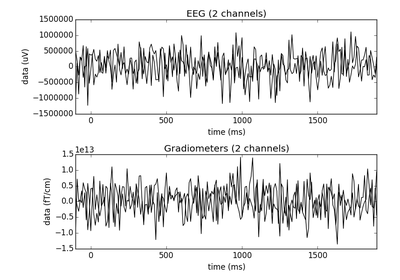 EEG (2 channels)
data (uV)
1500000
1000000
500000
0
−500000
−1000000
−1500000
0 500 1000 1500
time (ms)
Gradiometers (2 channels)
1e13
data (fT/cm)
1.5
1.0
0.5
0.0
−0.5
−1.0
−1.5
0 500 1000 1500
time (ms)